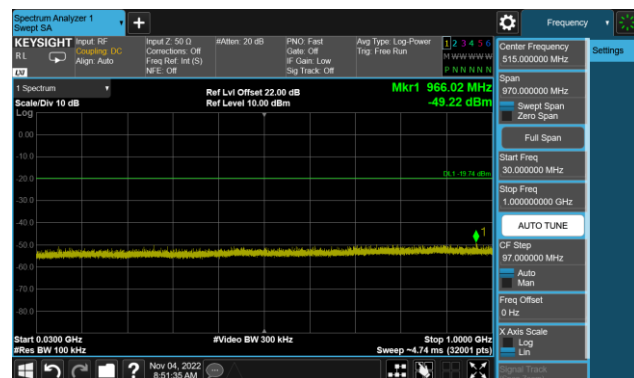 Spectrum Analyzer 1
Swept SA
+
Frequency
KEYSIGHT
RL
LXI
Input: RF
Coupling: DC
Align: Auto
Input Z: 50 Ω
Corrections: Off
Freq Ref: Int (S)
NFE: Off
#Atten: 20 dB
PNO: Fast
Gate: Off
IF Gain: Low
Sig Track: Off
Avg Type: Log-Power
Trig: Free Run
1 2 3 4 5 6
M W W W W W
P N N N N N
Center Frequency
515.000000 MHz
Settings
Span
970.000000 MHz
Swept Span
Zero Span
Full Span
Start Freq
30.000000 MHz
Stop Freq
1.000000000 GHz
AUTO TUNE
CF Step
97.000000 MHz
Auto
Man
Freq Offset
0 Hz
X Axis Scale
Log
Lin
Signal Track
1 Spectrum
Scale/Div 10 dB
Log
Ref Lvl Offset 22.00 dB
Ref Level 10.00 dBm
Mkr1 966.02 MHz
-49.22 dBm
0.00
-10.0
-20.0
-30.0
-40.0
-50.0
-60.0
-70.0
-80.0
DL1 -19.74 dBm
1
Start 0.0300 GHz
#Res BW 100 kHz
#Video BW 300 kHz
Stop 1.0000 GHz
Sweep ~4.74 ms (32001 pts)
?
Nov 04, 2022
8:51:35 AM